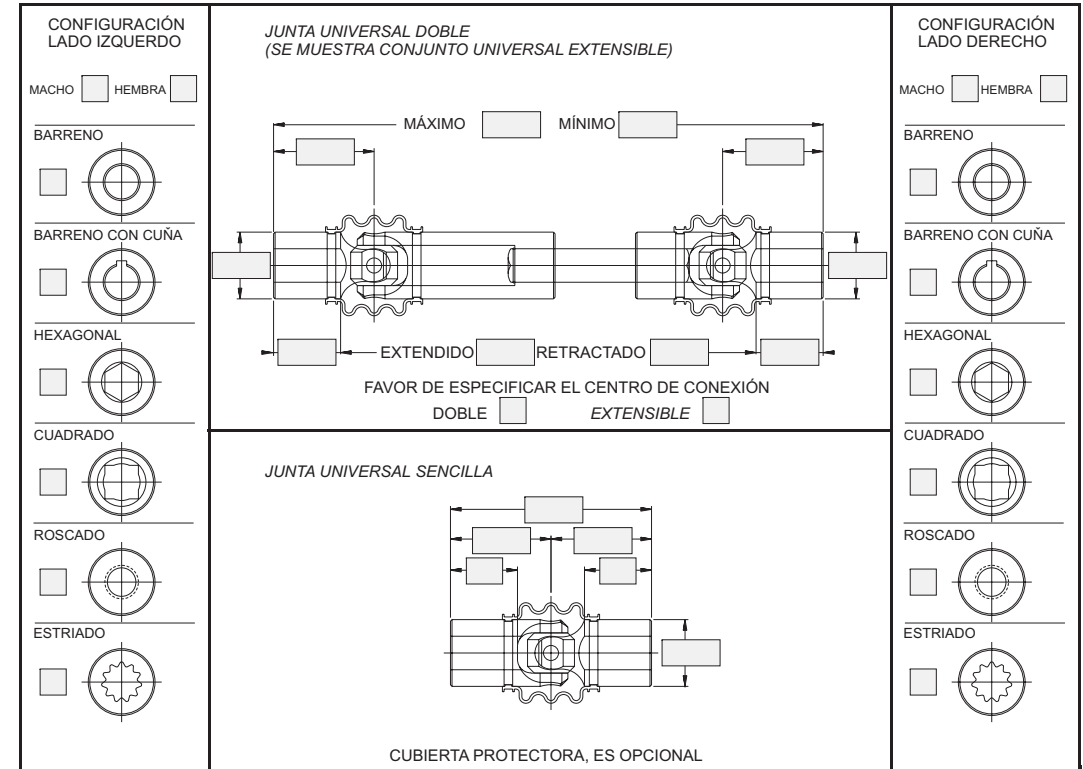 CONFIGURACIÓN
LADO IZQUERDO
MACHO HEMBRA
BARRENO
BARRENO CON CUÑA
HEXAGONAL
CUADRADO
ROSCADO
ESTRIADO
JUNTA UNIVERSAL DOBLE
(SE MUESTRA CONJUNTO UNIVERSAL EXTENSIBLE)
MÁXIMO MÍNIMO
EXTENDIDO RETRACTADO
FAVOR DE ESPECIFICAR EL CENTRO DE CONEXIÓN
DOBLE EXTENSIBLE
JUNTA UNIVERSAL SENCILLA
CUBIERTA PROTECTORA, ES OPCIONAL
CONFIGURACIÓN
LADO DERECHO
MACHO HEMBRA
BARRENO
BARRENO CON CUÑA
HEXAGONAL
CUADRADO
ROSCADO
ESTRIADO